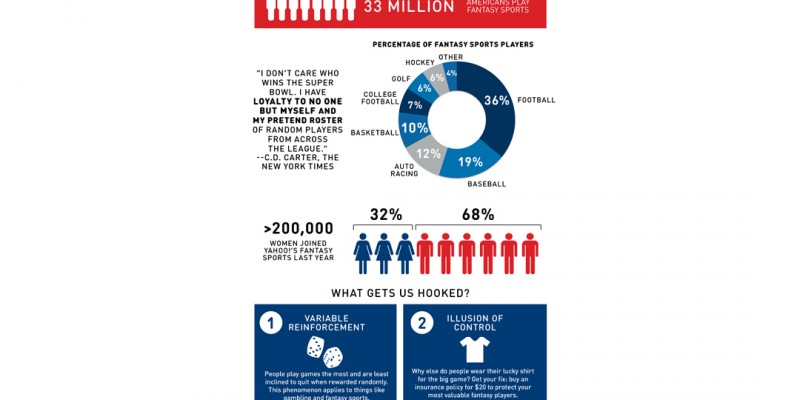 33 MILLION
AMERICANS PLAY
FANTASY SPORTS
PERCENTAGE OF FANTASY SPORTS PLAYERS
"I DON'T CARE WHO
WINS THE SUPER
BOWL. I HAVE
LOYALTY TO NO ONE
BUT MYSELF AND
MY PRETEND ROSTER
OF RANDOM PLAYERS
FROM ACROSS
THE LEAGUE."
--C.D. CARTER, THE
NEW YORK TIMES
OTHER
4%
HOCKEY
6%
GOLF
6%
COLLEGE
FOOTBALL
7%
BASKETBALL
10%
AUTO
RACING
12%
BASEBALL
19%
36%
FOOTBALL
>200,000
WOMEN JOINED
YAHOO!'S FANTASY
SPORTS LAST YEAR
32%
68%
WHAT GETS US HOOKED?
1
VARIABLE
REINFORCEMENT
People play games the most and are least
inclined to quit when rewarded randomly.
This phenomenon applies to things like
gambling and fantasy sports.
2
ILLUSION OF
CONTROL
Why else do people wear their lucky shirt
for the big game? Get your fix: buy an
insurance policy for $20 to protect your
most valuable fantasy players.